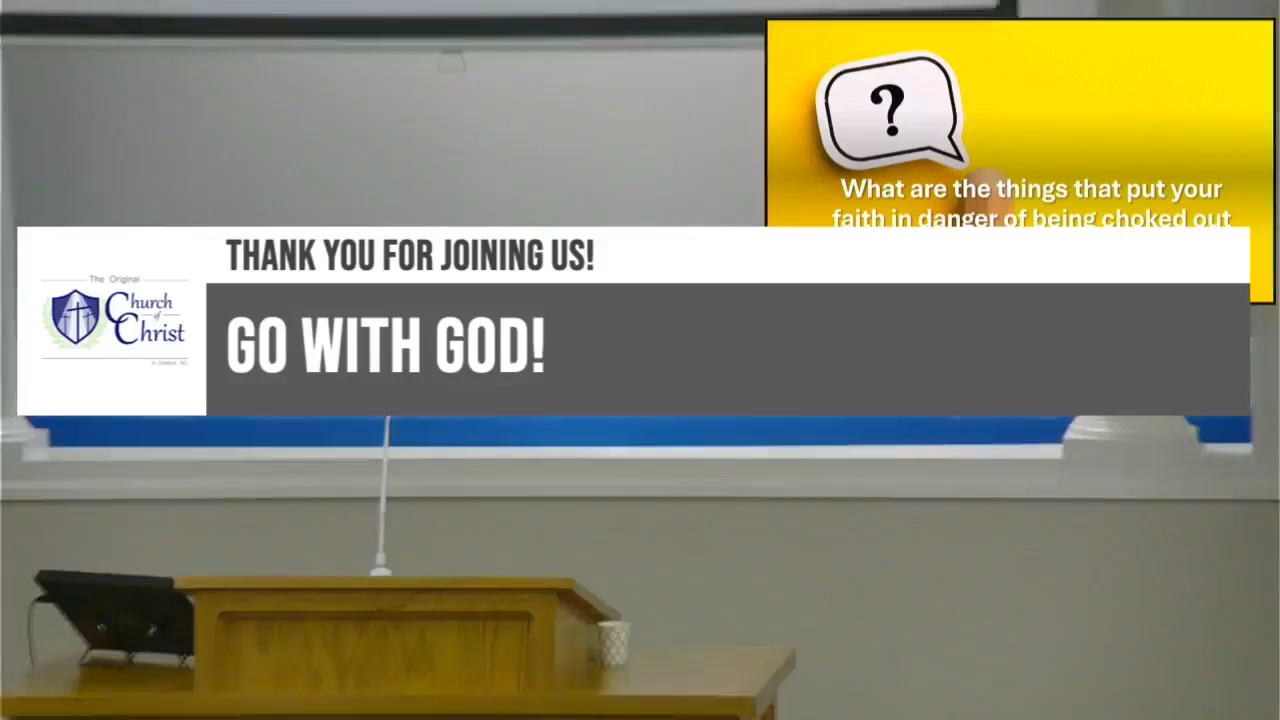 ?
What are the things that put your
faith in danger of being choked out
THANK YOU FOR JOINING US!
GO WITH GOD!
The Original
Church
of
Christ